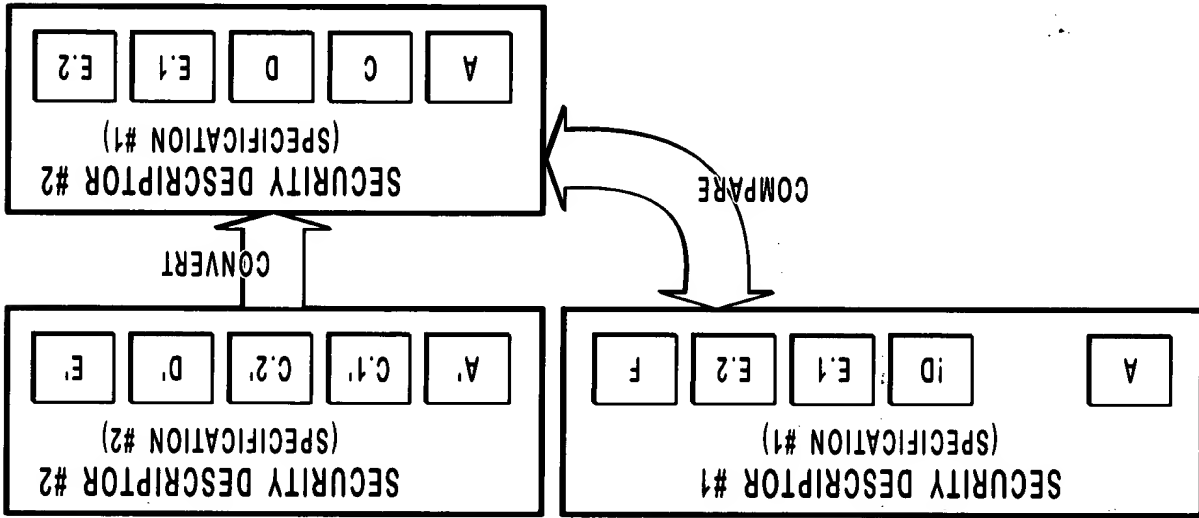 SECURITY DESCRIPTOR #1
(SPECIFICATION #1)
A !D E.1 E.2 F
SECURITY DESCRIPTOR #2
(SPECIFICATION #2)
A' C.1' C.2' D' E'
COMPARE
CONVERT
SECURITY DESCRIPTOR #2
(SPECIFICATION #1)
A C D E.1 E.2